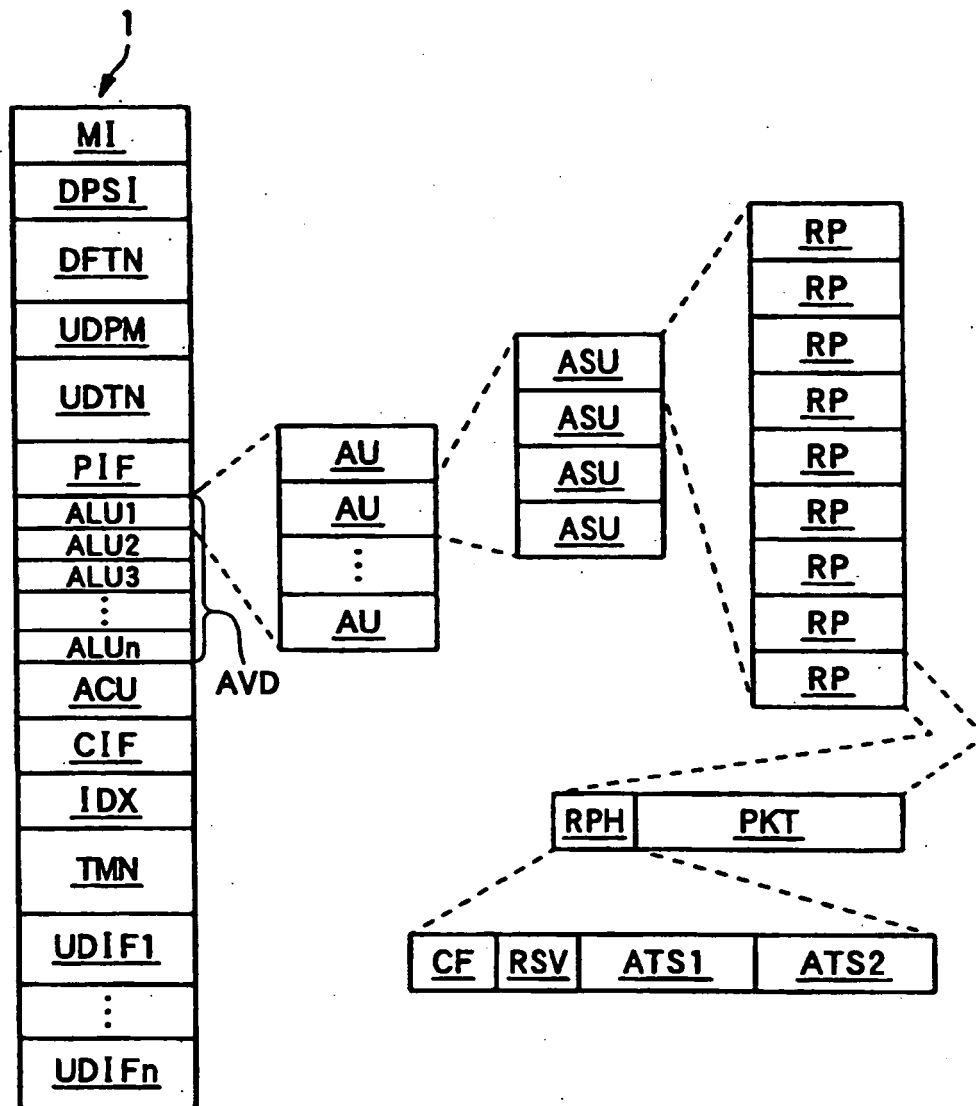 1
MI
DPSI
DFTN
UDPM
UDTN
PIF
ALU1
ALU2
ALU3
⋮
ALUn
AVD
ACU
CIF
IDX
TMN
UDIF1
⋮
UDIFn
AU
AU
⋮
AU
ASU
ASU
ASU
ASU
RP
RP
RP
RP
RP
RP
RP
RP
RP
RPH PKT
CF RSV ATS1 ATS2